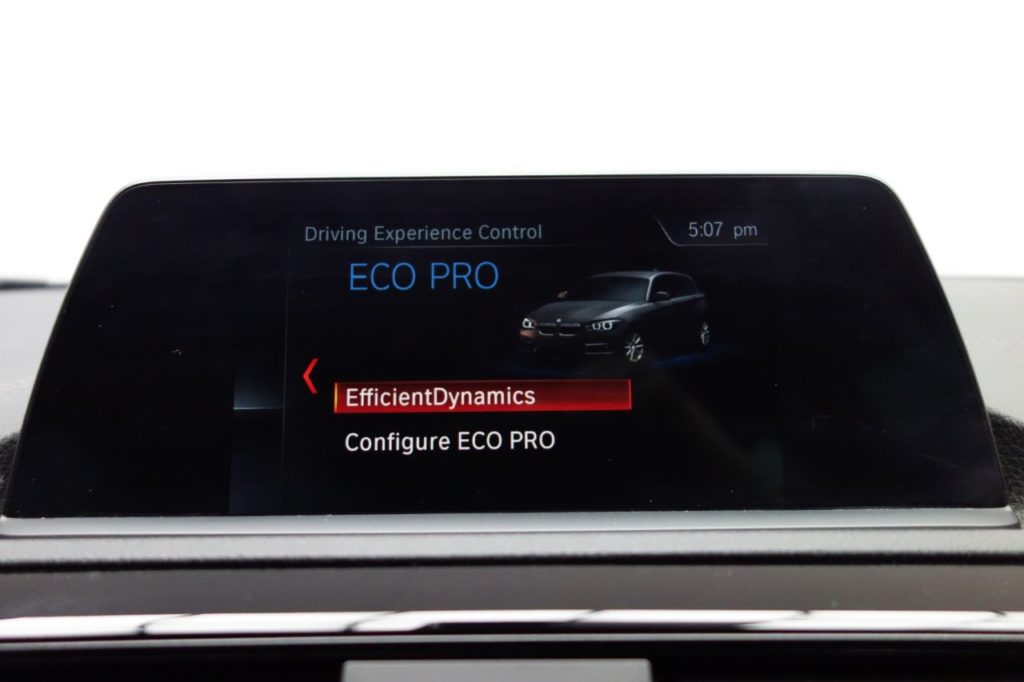 Driving Experience Control
5:07 pm
ECO PRO
EfficientDynamics
Configure ECO PRO